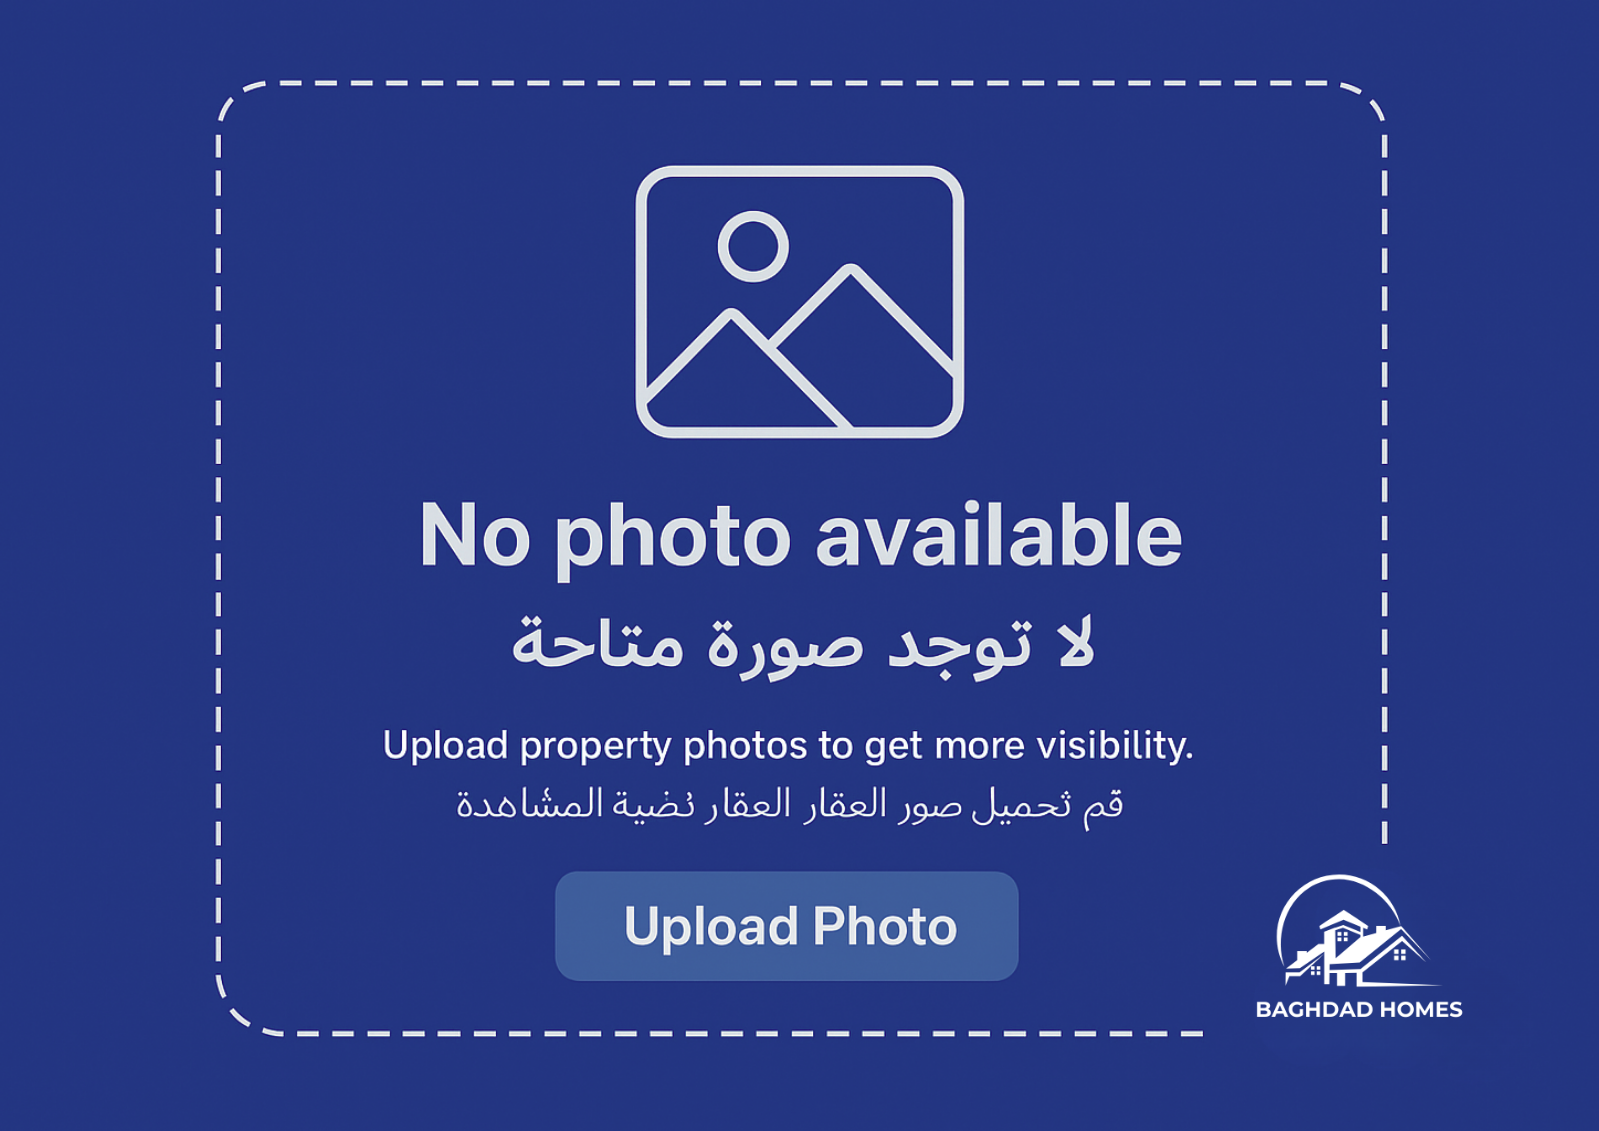 No photo available
لا توجد صورة متاحة
Upload property photos to get more visibility.
قم ثحميل صور العقار العقار نضية المشاهدة
Upload Photo
BAGHDAD HOMES